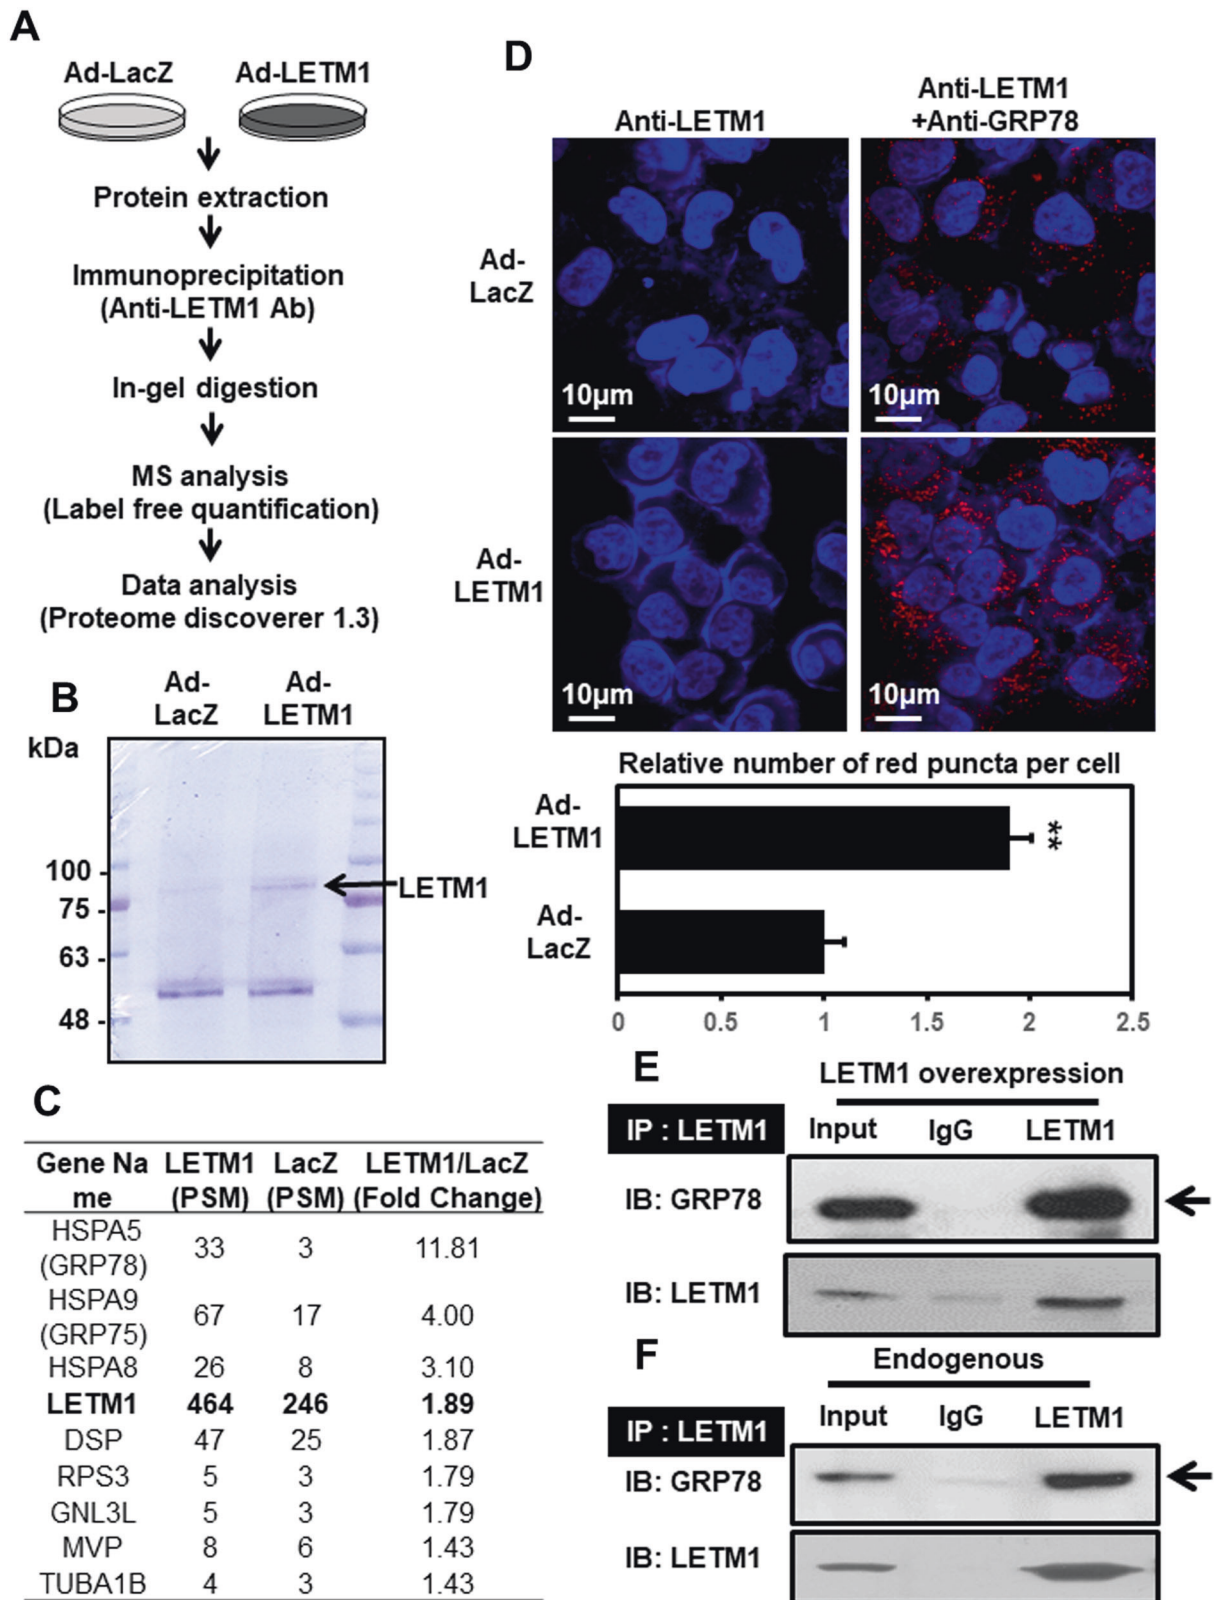 A
Ad-LacZ Ad-LETM1
Protein extraction
Immunoprecipitation
(Anti-LETM1 Ab)
In-gel digestion
MS analysis
(Label free quantification)
Data analysis
(Proteome discoverer 1.3)
B
Ad-
LacZ
Ad-
LETM1
kDa
100 -
75 -
63 -
48 -
LETM1
C
Gene Na
me
LETM1
(PSM)
LacZ
(PSM)
LETM1/LacZ
(Fold Change)
HSPA5
(GRP78)
33 3 11.81
HSPA9
(GRP75)
67 17 4.00
HSPA8 26 8 3.10
LETM1 464 246 1.89
DSP 47 25 1.87
RPS3 5 3 1.79
GNL3L 5 3 1.79
MVP 8 6 1.43
TUBA1B 4 3 1.43
D
Anti-LETM1
Anti-LETM1
+Anti-GRP78
Ad-
LacZ
10μm
10μm
Ad-
LETM1
10μm
10μm
Relative number of red puncta per cell
Ad-
LETM1
**
Ad-
LacZ
0 0.5 1 1.5 2 2.5
E
LETM1 overexpression
IP : LETM1
Input IgG LETM1
IB: GRP78
IB: LETM1
F
Endogenous
IP : LETM1
Input IgG LETM1
IB: GRP78
IB: LETM1